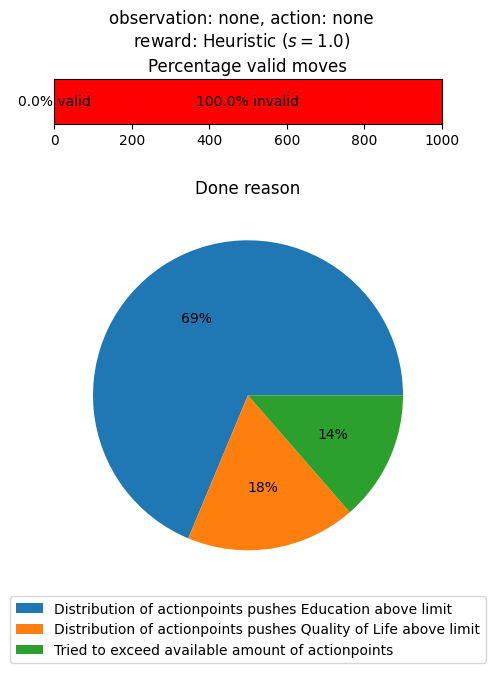 observation: none, action: none
reward: Heuristic (s = 1.0)
Percentage valid moves
0.0% valid 100.0% invalid
0 200 400 600 800 1000
Done reason
69%
14%
18%
Distribution of actionpoints pushes Education above limit
Distribution of actionpoints pushes Quality of Life above limit
Tried to exceed available amount of actionpoints